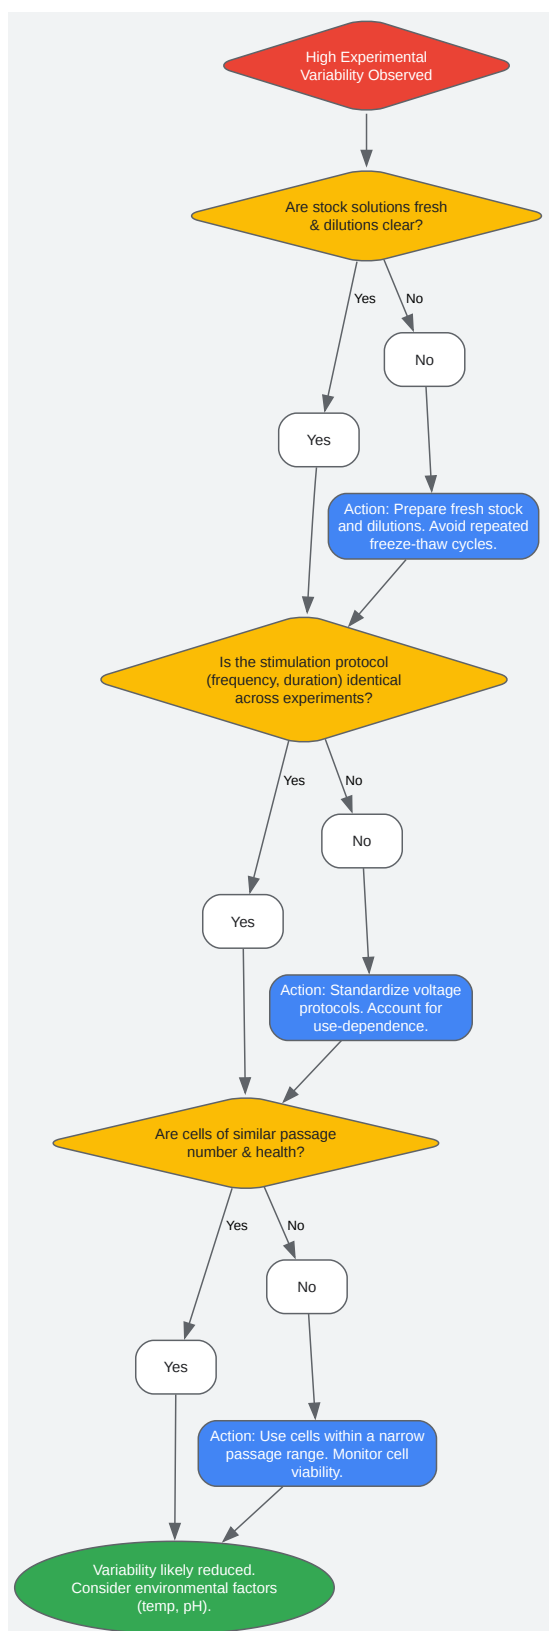 High Experimental
Variability Observed
Are stock solutions fresh
& dilutions clear?
Yes
No
No
Yes
Action: Prepare fresh stock
and dilutions. Avoid repeated
freeze-thaw cycles.
Is the stimulation protocol
(frequency, duration) identical
across experiments?
Yes
No
No
Yes
Action: Standardize voltage
protocols. Account for
use-dependence.
Are cells of similar passage
number & health?
Yes
No
No
Yes
Action: Use cells within a narrow
passage range. Monitor cell
viability.
Variability likely reduced.
Consider environmental factors
(temp, pH).